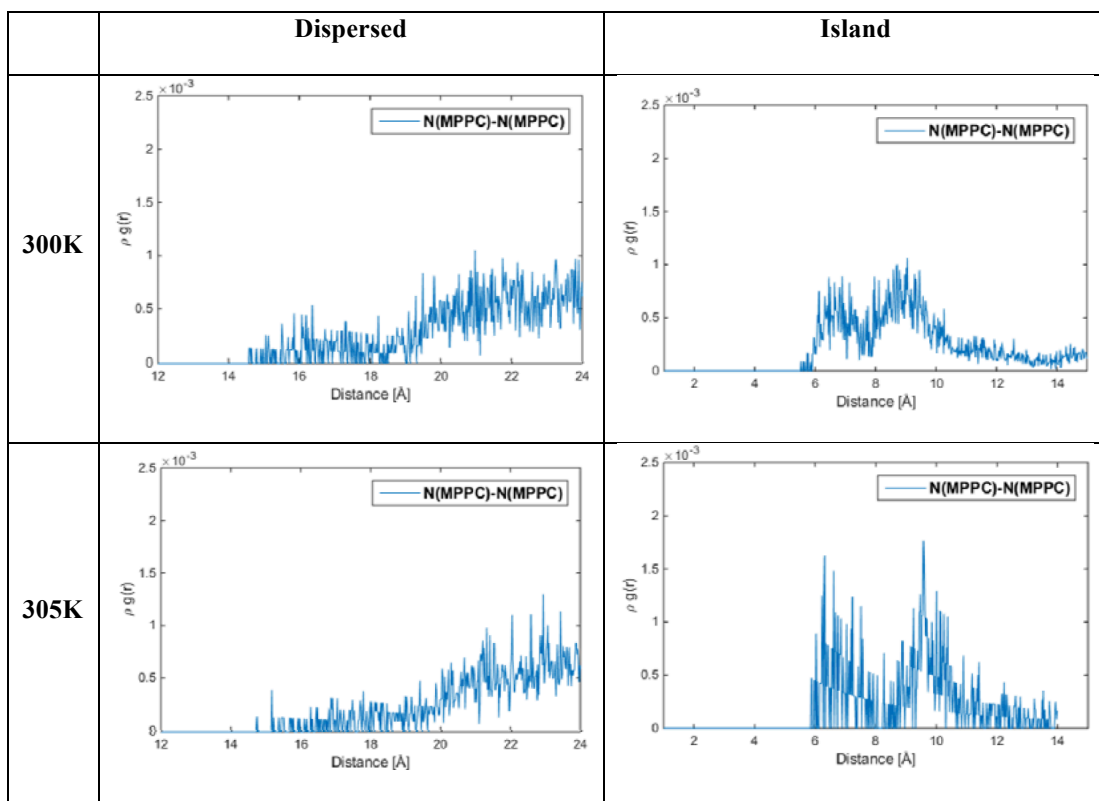 Dispersed Island
300K
×10⁻³
2.5
2
1.5
1
0.5
0
ρ g(r)
N(MPPC)-N(MPPC)
12 14 16 18 20 22 24
Distance [Å]
×10⁻³
2.5
2
1.5
1
0.5
0
ρ g(r)
N(MPPC)-N(MPPC)
2 4 6 8 10 12 14
Distance [Å]
305K
×10⁻³
2.5
2
1.5
1
0.5
0
ρ g(r)
N(MPPC)-N(MPPC)
12 14 16 18 20 22 24
Distance [Å]
×10⁻³
2.5
2
1.5
1
0.5
0
ρ g(r)
N(MPPC)-N(MPPC)
2 4 6 8 10 12 14
Distance [Å]